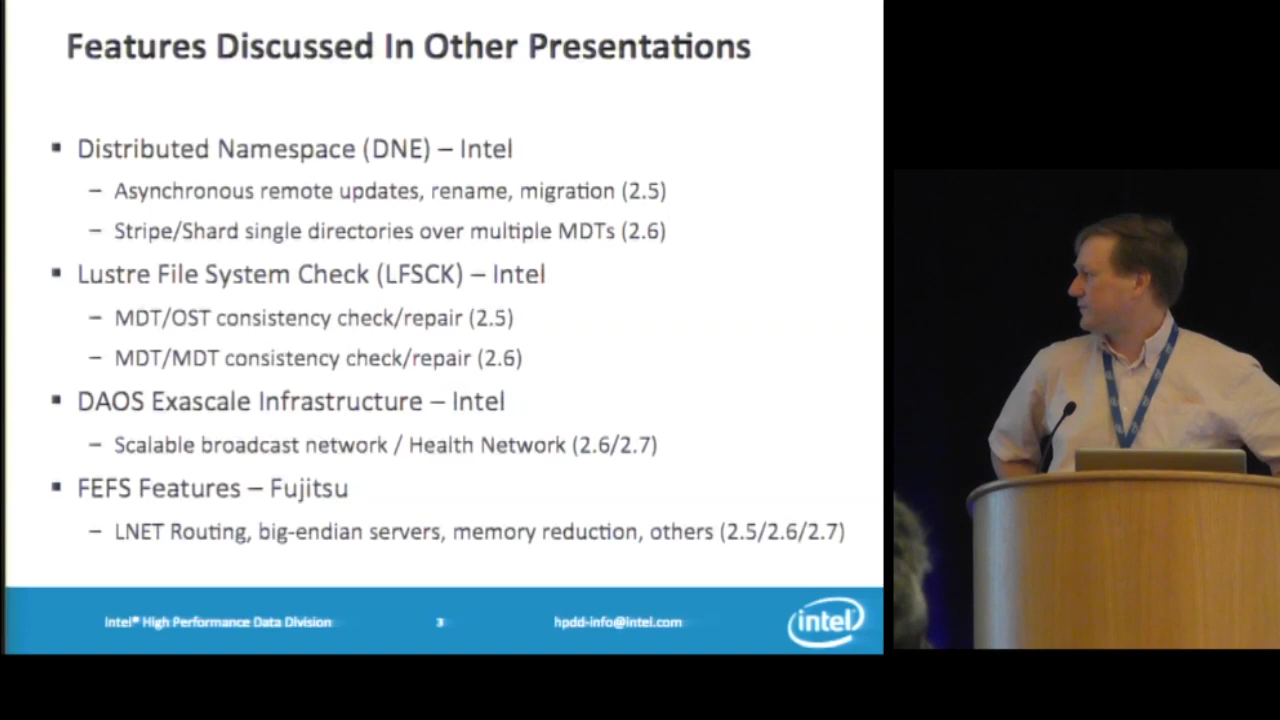 Features Discussed In Other Presentations
▪ Distributed Namespace (DNE) – Intel
– Asynchronous remote updates, rename, migration (2.5)
– Stripe/Shard single directories over multiple MDTs (2.6)
▪ Lustre File System Check (LFSCK) – Intel
– MDT/OST consistency check/repair (2.5)
– MDT/MDT consistency check/repair (2.6)
▪ DAOS Exascale Infrastructure – Intel
– Scalable broadcast network / Health Network (2.6/2.7)
▪ FEFS Features – Fujitsu
– LNET Routing, big-endian servers, memory reduction, others (2.5/2.6/2.7)
Intel® High Performance Data Division
3
hpdd-info@intel.com
intel